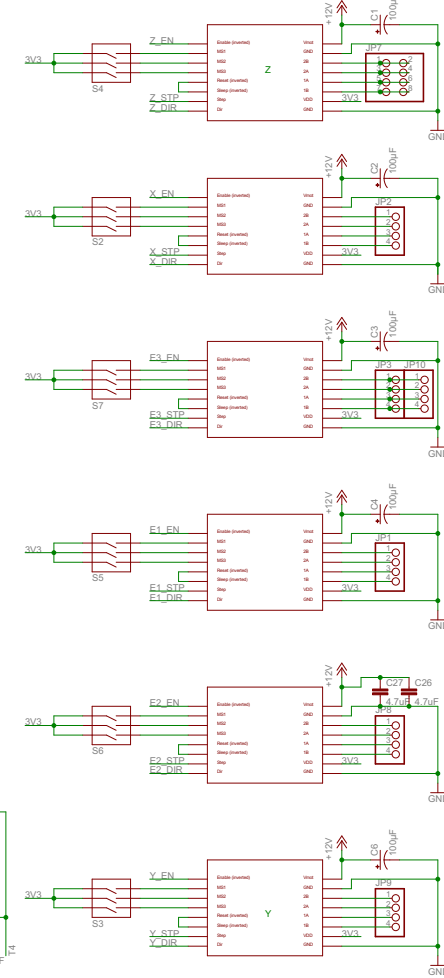 +12V
C1
100µF
Z_EN
Enable (inverted)
Vmot
JP7
MS1
GND
3V3
MS2
2B
1
2
MS3
Z
2A
3
4
Reset (inverted)
1A
6
S4
Sleep (inverted)
1B
7
8
Z_STP
Step
VDD
3V3
Z_DIR
Dir
GND
GND
+12V
C2
100µF
X_EN
Enable (inverted)
Vmot
JP2
MS1
GND
3V3
MS2
2B
1
MS3
2A
2
Reset (inverted)
1A
3
S2
Sleep (inverted)
1B
4
X_STP
Step
VDD
3V3
X_DIR
Dir
GND
GND
+12V
C3
100µF
E3_EN
Enable (inverted)
Vmot
JP3
JP10
MS1
GND
3V3
MS2
2B
1
1
MS3
2A
2
2
Reset (inverted)
1A
3
3
S7
Sleep (inverted)
1B
4
4
E3_STP
Step
VDD
3V3
E3_DIR
Dir
GND
GND
+12V
C4
100µF
E1_EN
Enable (inverted)
Vmot
JP1
MS1
GND
3V3
MS2
2B
1
MS3
2A
2
Reset (inverted)
1A
3
S5
Sleep (inverted)
1B
4
E1_STP
Step
VDD
3V3
E1_DIR
Dir
GND
GND
+12V
C27
C26
4.7uF
4.7uF
E2_EN
Enable (inverted)
Vmot
JP8
MS1
GND
3V3
MS2
2B
1
MS3
2A
2
Reset (inverted)
1A
3
S6
Sleep (inverted)
1B
4
E2_STP
Step
VDD
3V3
E2_DIR
Dir
GND
GND
+12V
C6
100µF
Y_EN
Enable (inverted)
Vmot
JP9
MS1
GND
3V3
MS2
2B
1
MS3
Y
2A
2
Reset (inverted)
1A
3
S3
Sleep (inverted)
1B
4
Y_STP
Step
VDD
3V3
Y_DIR
Dir
GND
GND
T4
F